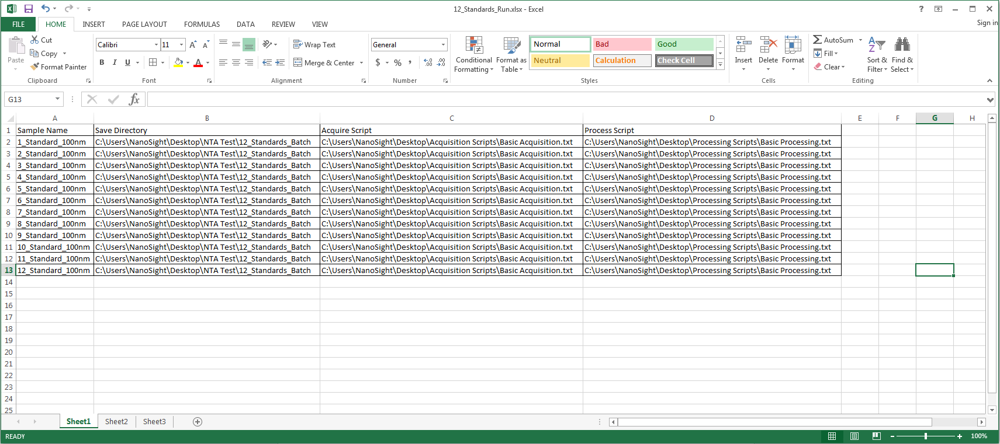 12_Standards_Run.xlsx - Excel
FILE HOME INSERT PAGE LAYOUT FORMULAS DATA REVIEW VIEW Sign in
Paste Cut Copy Format Painter Clipboard
Calibri 11 B I U A Font
Wrap Text Merge & Center Alignment
General $ % , Number
Conditional Formatting Format as Table Normal Bad Good Neutral Calculation Check Cell Styles
Insert Delete Format Cells
AutoSum Fill Clear Sort & Filter Find & Select Editing
G13 fx
A B C D E F G H
1 Sample Name Save Directory Acquire Script Process Script
2 1_Standard_100nm C:\Users\NanoSight\Desktop\NTA Test\12_Standards_Batch C:\Users\NanoSight\Desktop\Acquisition Scripts\Basic Acquisition.txt C:\Users\NanoSight\Desktop\Processing Scripts\Basic Processing.txt
3 2_Standard_100nm C:\Users\NanoSight\Desktop\NTA Test\12_Standards_Batch C:\Users\NanoSight\Desktop\Acquisition Scripts\Basic Acquisition.txt C:\Users\NanoSight\Desktop\Processing Scripts\Basic Processing.txt
4 3_Standard_100nm C:\Users\NanoSight\Desktop\NTA Test\12_Standards_Batch C:\Users\NanoSight\Desktop\Acquisition Scripts\Basic Acquisition.txt C:\Users\NanoSight\Desktop\Processing Scripts\Basic Processing.txt
5 4_Standard_100nm C:\Users\NanoSight\Desktop\NTA Test\12_Standards_Batch C:\Users\NanoSight\Desktop\Acquisition Scripts\Basic Acquisition.txt C:\Users\NanoSight\Desktop\Processing Scripts\Basic Processing.txt
6 5_Standard_100nm C:\Users\NanoSight\Desktop\NTA Test\12_Standards_Batch C:\Users\NanoSight\Desktop\Acquisition Scripts\Basic Acquisition.txt C:\Users\NanoSight\Desktop\Processing Scripts\Basic Processing.txt
7 6_Standard_100nm C:\Users\NanoSight\Desktop\NTA Test\12_Standards_Batch C:\Users\NanoSight\Desktop\Acquisition Scripts\Basic Acquisition.txt C:\Users\NanoSight\Desktop\Processing Scripts\Basic Processing.txt
8 7_Standard_100nm C:\Users\NanoSight\Desktop\NTA Test\12_Standards_Batch C:\Users\NanoSight\Desktop\Acquisition Scripts\Basic Acquisition.txt C:\Users\NanoSight\Desktop\Processing Scripts\Basic Processing.txt
9 8_Standard_100nm C:\Users\NanoSight\Desktop\NTA Test\12_Standards_Batch C:\Users\NanoSight\Desktop\Acquisition Scripts\Basic Acquisition.txt C:\Users\NanoSight\Desktop\Processing Scripts\Basic Processing.txt
10 9_Standard_100nm C:\Users\NanoSight\Desktop\NTA Test\12_Standards_Batch C:\Users\NanoSight\Desktop\Acquisition Scripts\Basic Acquisition.txt C:\Users\NanoSight\Desktop\Processing Scripts\Basic Processing.txt
11 10_Standard_100nm C:\Users\NanoSight\Desktop\NTA Test\12_Standards_Batch C:\Users\NanoSight\Desktop\Acquisition Scripts\Basic Acquisition.txt C:\Users\NanoSight\Desktop\Processing Scripts\Basic Processing.txt
12 11_Standard_100nm C:\Users\NanoSight\Desktop\NTA Test\12_Standards_Batch C:\Users\NanoSight\Desktop\Acquisition Scripts\Basic Acquisition.txt C:\Users\NanoSight\Desktop\Processing Scripts\Basic Processing.txt
13 12_Standard_100nm C:\Users\NanoSight\Desktop\NTA Test\12_Standards_Batch C:\Users\NanoSight\Desktop\Acquisition Scripts\Basic Acquisition.txt C:\Users\NanoSight\Desktop\Processing Scripts\Basic Processing.txt
14
15
16
17
18
19
20
21
22
23
24
25
Sheet1 Sheet2 Sheet3
READY 100%